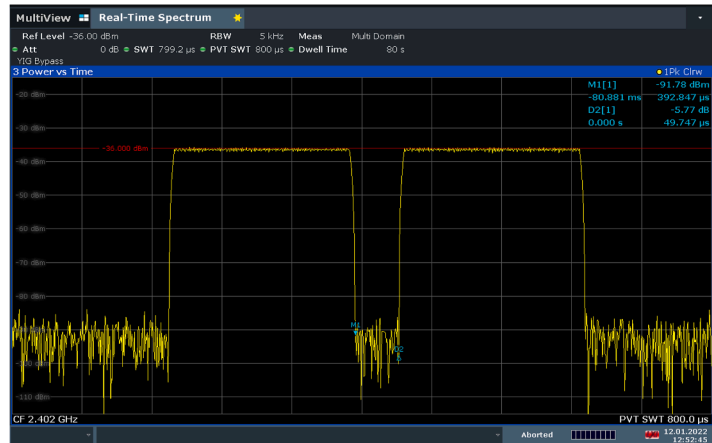 MultiView Real-Time Spectrum
Ref Level -36.00 dBm RBW 5 kHz Meas Multi Domain
Att 0 dB SWT 799.2 µs PVT SWT 800 µs Dwell Time 80 s
YIG Bypass
3 Power vs Time 1Pk Clrw
M1[1] -91.78 dBm
-80.881 ms 392.847 µs
D2[1] -5.77 dB
0.000 s 49.747 µs
-20 dBm
-30 dBm
-36.000 dBm
-40 dBm
-50 dBm
-60 dBm
-70 dBm
-80 dBm
M1
D2
-100 dBm
-110 dBm
CF 2.402 GHz PVT SWT 800.0 µs
Aborted 12.01.2022
12:52:45